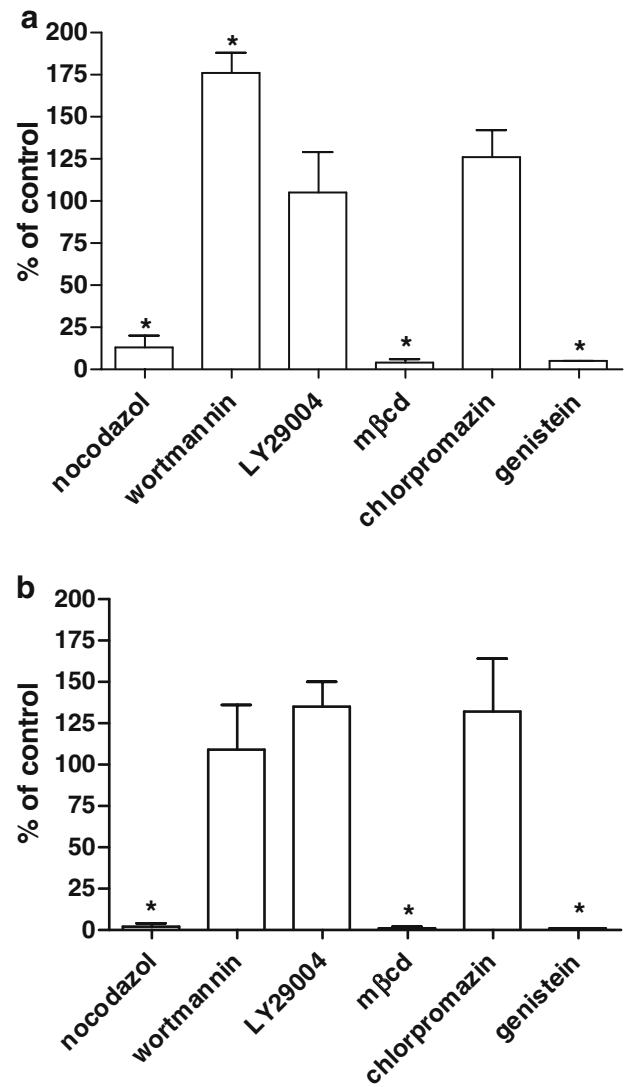 a
% of control
200
175
150
125
100
75
50
25
0
*
*
*
*
nocodazol
wortmannin
LY29004
mβcd
chlorpromazin
genistein
b
% of control
200
175
150
125
100
75
50
25
0
*
*
*
nocodazol
wortmannin
LY29004
mβcd
chlorpromazin
genistein